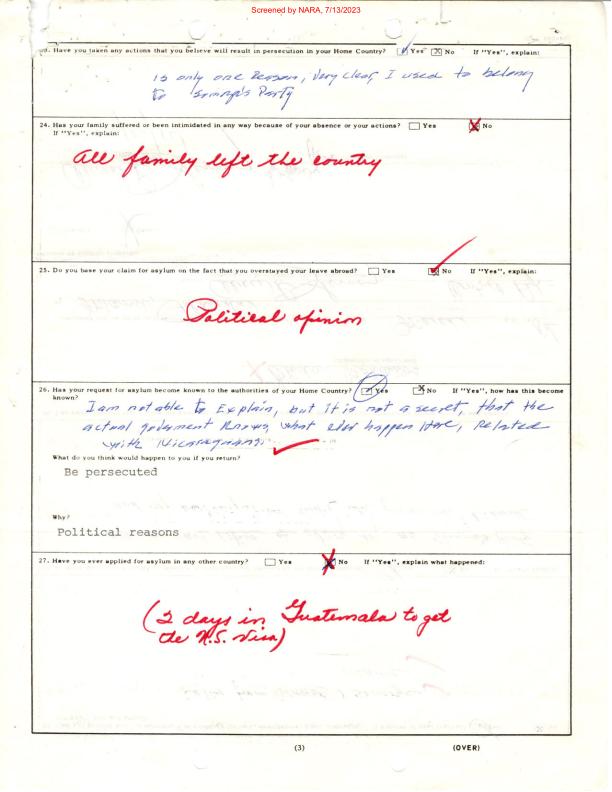 Screened by NARA, 7/13/2023
23. Have you taken any actions that you believe will result in persecution in your Home Country? Yes No If "Yes", explain:
is only one Reason, Very clear, I used to belong
to Somoza's Party
24. Has your family suffered or been intimidated in any way because of your absence or your actions? Yes No
If "Yes", explain:
All family left the country
25. Do you base your claim for asylum on the fact that you overstayed your leave abroad? Yes No If "Yes", explain:
Political opinion
26. Has your request for asylum become known to the authorities of your Home Country? Yes No If "Yes", how has this become
known?
I am not able to Explain, but It is not a secret, that the
actual goverment Knows, what ever happen Here, Related
with Nicaraguans.
What do you think would happen to you if you return?
Be persecuted
Why?
Political reasons
27. Have you ever applied for asylum in any other country? Yes No If "Yes", explain what happened:
(2 days in Guatemala to get
the U.S. visa)
(3) (OVER)